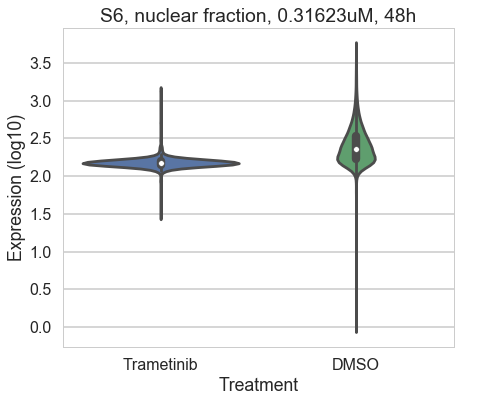 S6, nuclear fraction, 0.31623uM, 48h
3.5
3.0
2.5
2.0
1.5
1.0
0.5
0.0
Expression (log10)
Trametinib
DMSO
Treatment